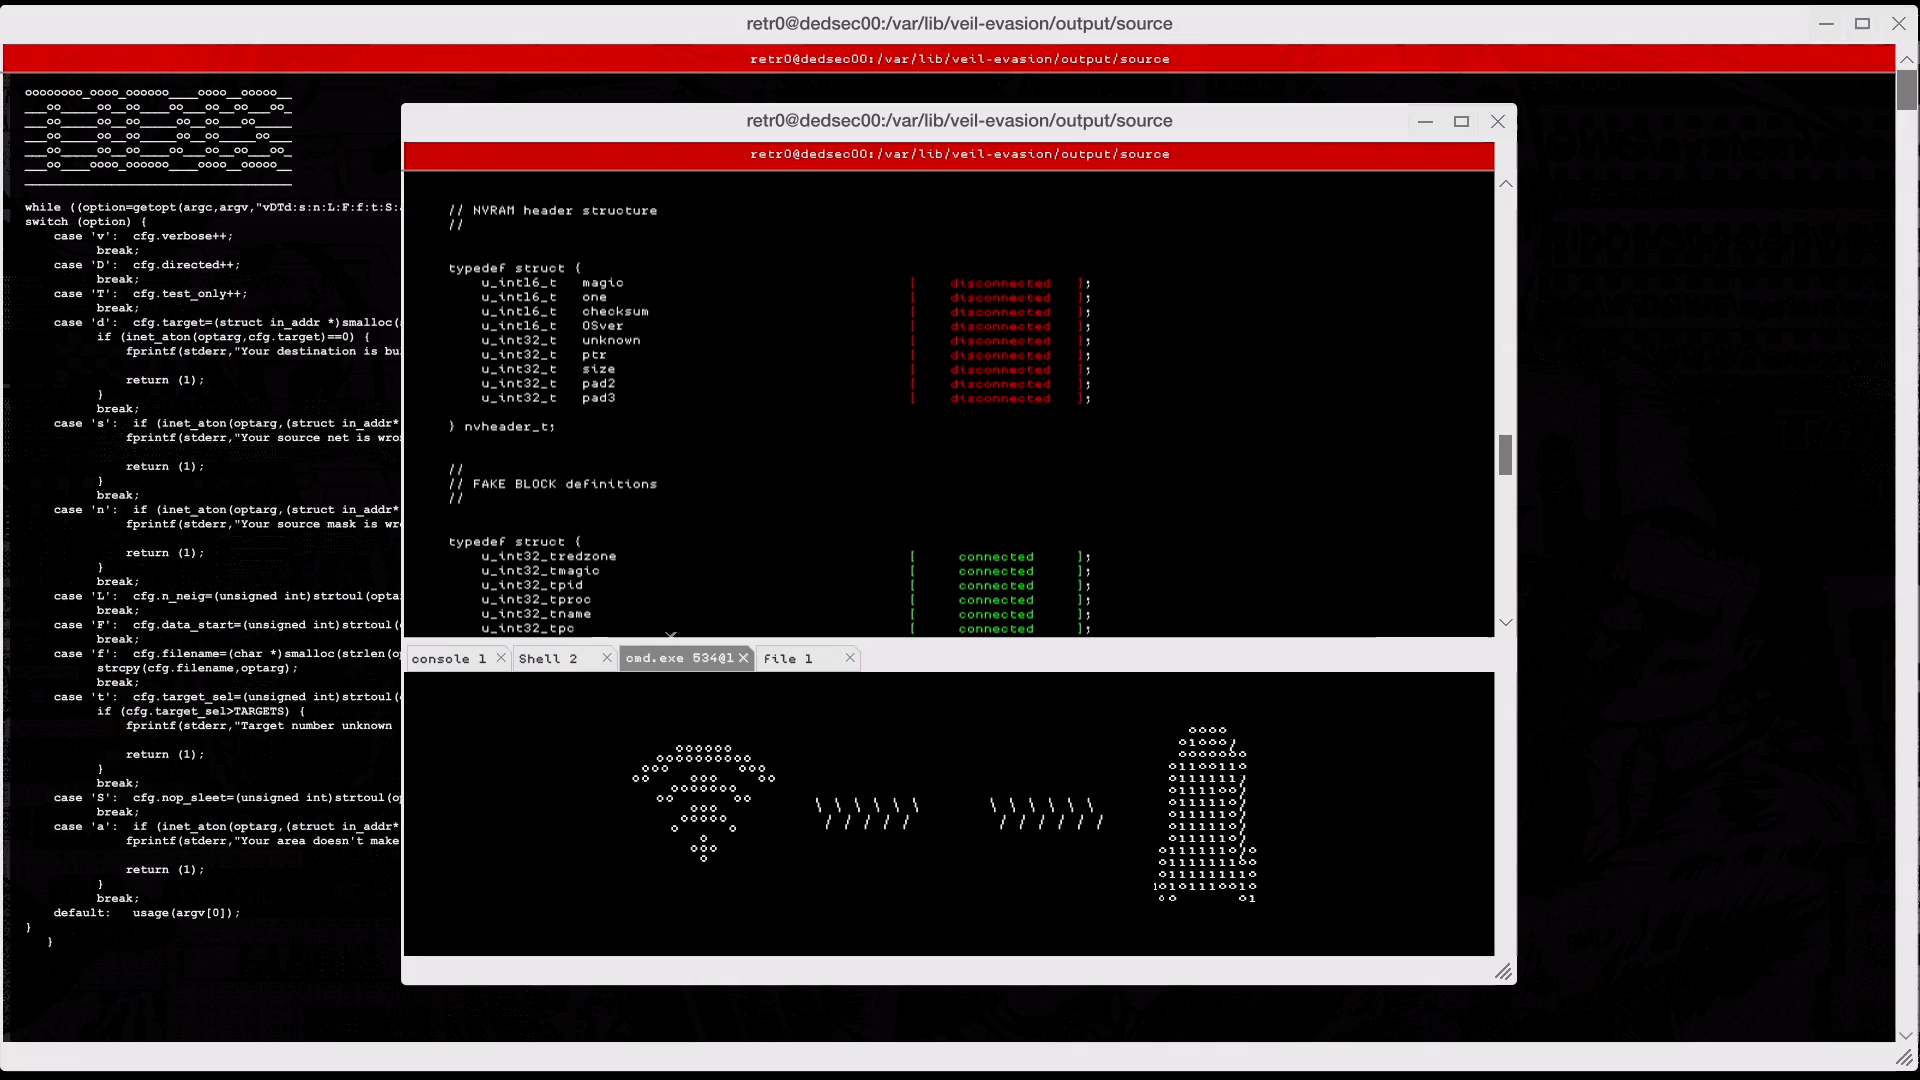 retr0@dedsec00:/var/lib/veil-evasion/output/source
retr0@dedsec00:/var/lib/veil-evasion/output/source
while ((option=getopt(argc,argv,"vDTd:s:n:L:F:f:t:S:
switch (option) {
case 'v': cfg.verbose++;
break;
case 'D': cfg.directed++;
break;
case 'T': cfg.test_only++;
break;
case 'd': cfg.target=(struct in_addr *)smalloc(
if (inet_aton(optarg,cfg.target)==0) {
fprintf(stderr,"Your destination is bu
return (1);
}
break;
case 's': if (inet_aton(optarg,(struct in_addr*
fprintf(stderr,"Your source net is wro
return (1);
}
break;
case 'n': if (inet_aton(optarg,(struct in_addr*
fprintf(stderr,"Your source mask is wr
return (1);
}
break;
case 'L': cfg.n_neig=(unsigned int)strtoul(opta
break;
case 'F': cfg.data_start=(unsigned int)strtoul(
break;
case 'f': cfg.filename=(char *)smalloc(strlen(o
strcpy(cfg.filename,optarg);
break;
case 't': cfg.target_sel=(unsigned int)strtoul(
if (cfg.target_sel>TARGETS) {
fprintf(stderr,"Target number unknown
return (1);
}
break;
case 'S': cfg.nop_sleet=(unsigned int)strtoul(o
break;
case 'a': if (inet_aton(optarg,(struct in_addr*
fprintf(stderr,"Your area doesn't make
return (1);
}
break;
default: usage(argv[0]);
}
}
retr0@dedsec00:/var/lib/veil-evasion/output/source
retr0@dedsec00:/var/lib/veil-evasion/output/source
// NVRAM header structure
//
typedef struct {
u_int16_t magic [ disconnected ];
u_int16_t one [ disconnected ];
u_int16_t checksum [ disconnected ];
u_int16_t OSver [ disconnected ];
u_int32_t unknown [ disconnected ];
u_int32_t ptr [ disconnected ];
u_int32_t size [ disconnected ];
u_int32_t pad2 [ disconnected ];
u_int32_t pad3 [ disconnected ];
} nvheader_t;
//
// FAKE BLOCK definitions
//
typedef struct {
u_int32_tredzone [ connected ];
u_int32_tmagic [ connected ];
u_int32_tpid [ connected ];
u_int32_tproc [ connected ];
u_int32_tname [ connected ];
u_int32_tpc [ connected ];
console 1
Shell 2
cmd.exe 534@1
File 1